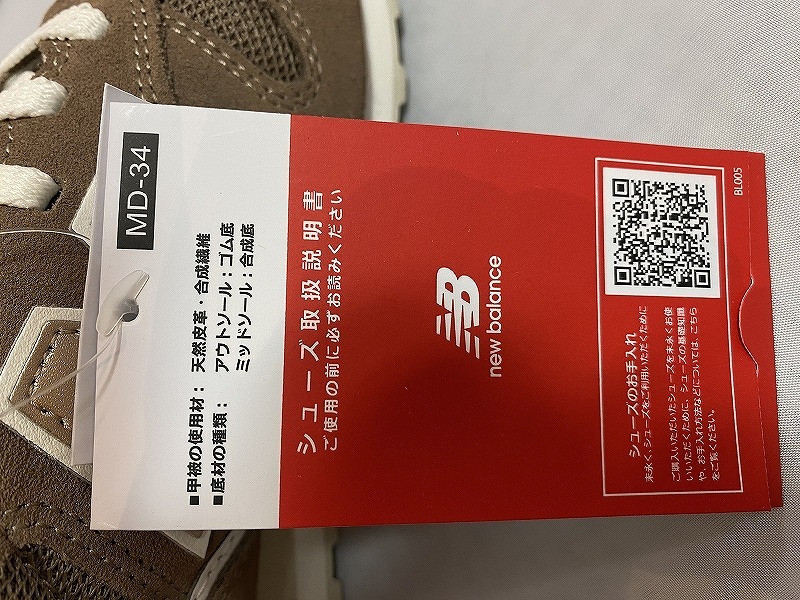 MD-34
■甲被の使用材： 天然皮革・合成繊維
■底材の種類： アウトソール：ゴム底
ミッドソール：合成底
シューズ取扱説明書
ご使用の前に必ずお読みください
NB
new balance
シューズのお手入れ
末永く、シューズをご利用いただくために
ご購入いただいたシューズを末永くお使
いいただくために、シューズの基礎知識
や、お手入れ方法などについては、こちら
をご覧ください。
BL005